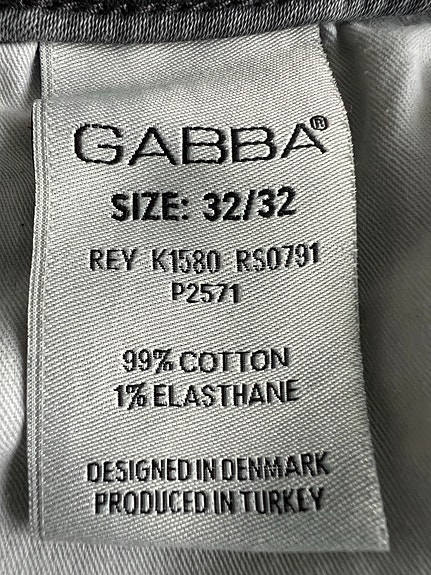 GABBA®
SIZE: 32/32
REY K1580 RS0791
P2571
99% COTTON
1% ELASTHANE
DESIGNED IN DENMARK
PRODUCED IN TURKEY